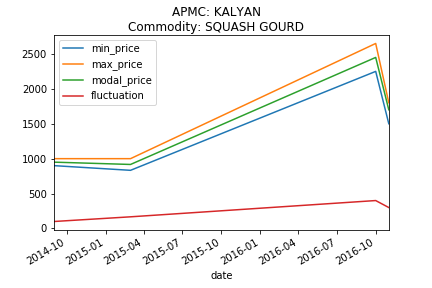 APMC: KALYAN
Commodity: SQUASH GOURD
min_price
max_price
modal_price
fluctuation
2500
2000
1500
1000
500
0
2014-10
2015-01
2015-04
2015-07
2015-10
2016-01
2016-04
2016-07
2016-10
date